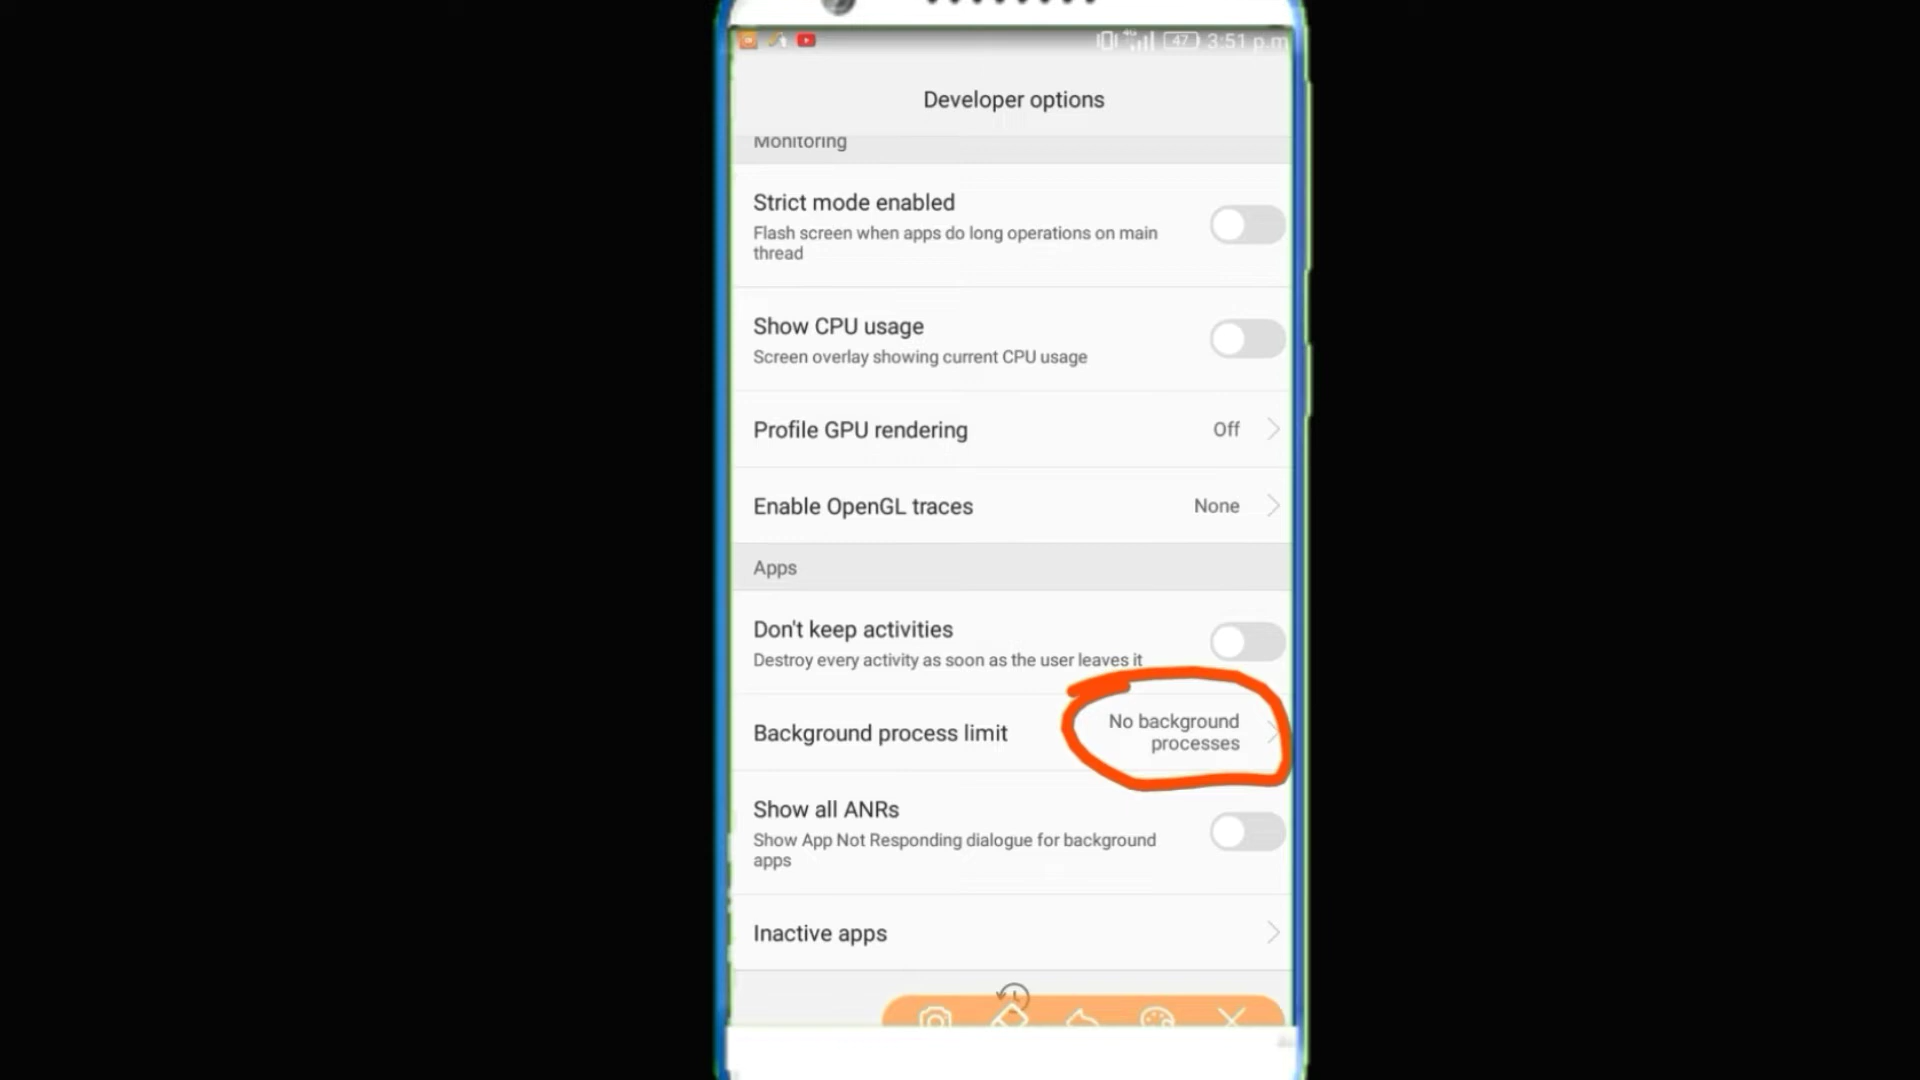 4G 47 3:51 p.m
Developer options
Monitoring
Strict mode enabled
Flash screen when apps do long operations on main
thread
Show CPU usage
Screen overlay showing current CPU usage
Profile GPU rendering Off
Enable OpenGL traces None
Apps
Don't keep activities
Destroy every activity as soon as the user leaves it
Background process limit No background
processes
Show all ANRs
Show App Not Responding dialogue for background
apps
Inactive apps